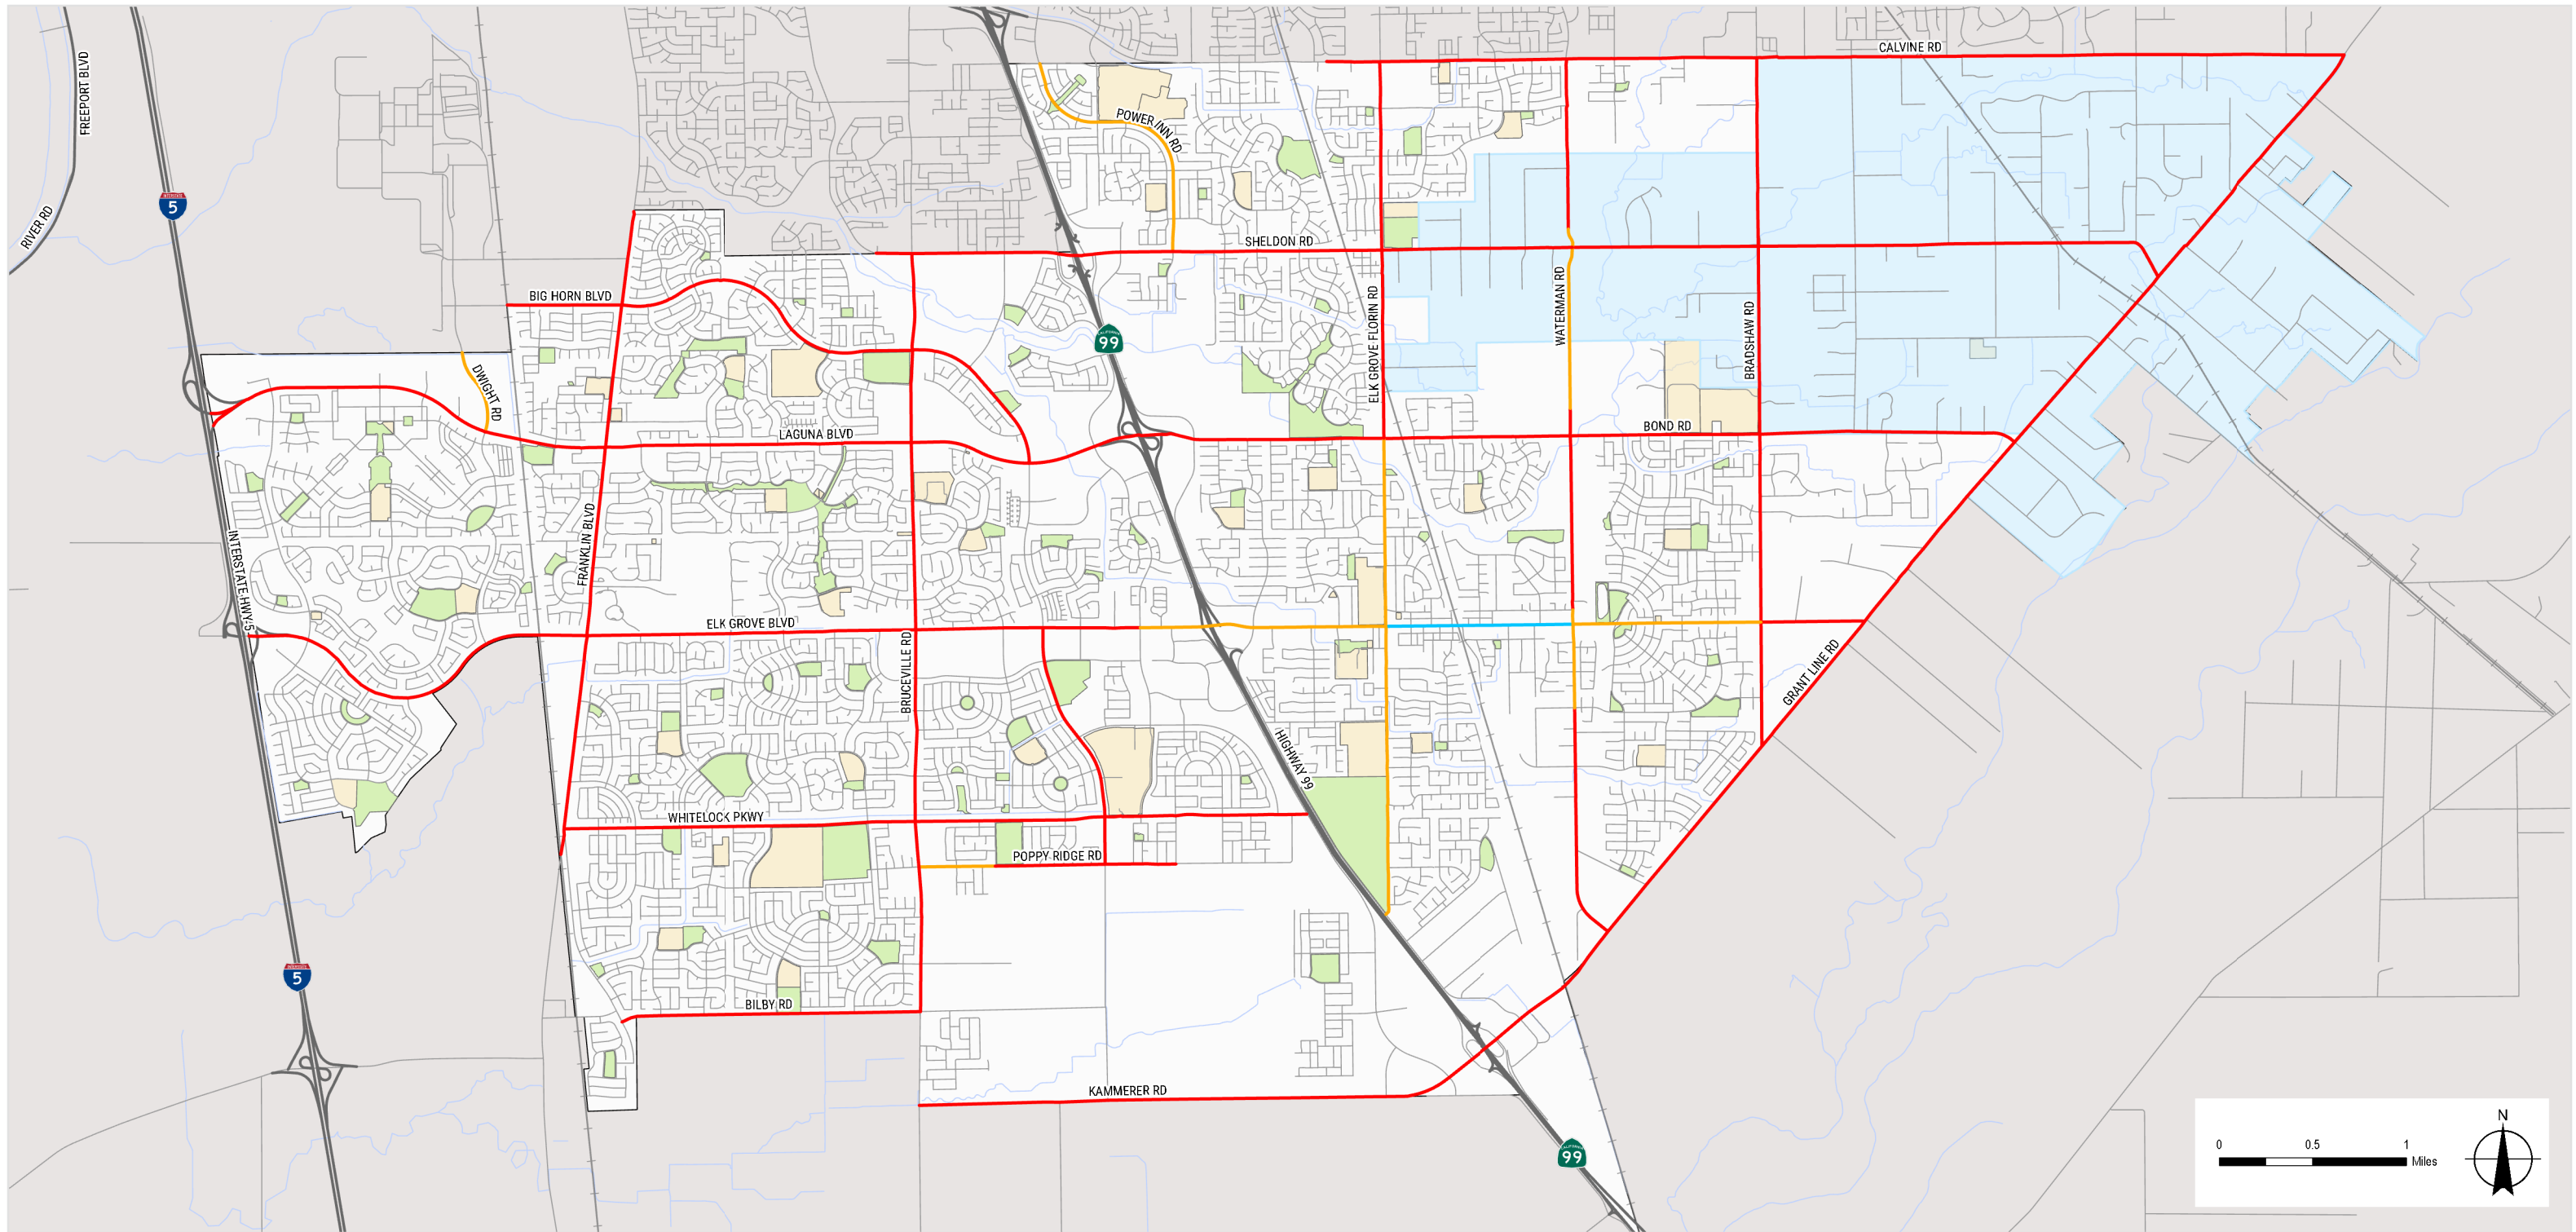 CALVINE RD
FREEPORT BLVD
POWER INN RD
5
RIVER RD
SHELDON RD
BIG HORN BLVD
WATERMAN RD
ELK GROVE FLORIN RD
BRADSHAW RD
99
DWIGHT RD
LAGUNA BLVD
BOND RD
FRANKLIN BLVD
INTERSTATE HWY 5
ELK GROVE BLVD
BRUCEVILLE RD
GRANT LINE RD
HIGHWAY 99
WHITELOCK PKWY
POPPY RIDGE RD
5
BILBY RD
KAMMERER RD
99
N
0 0.5 1
Miles